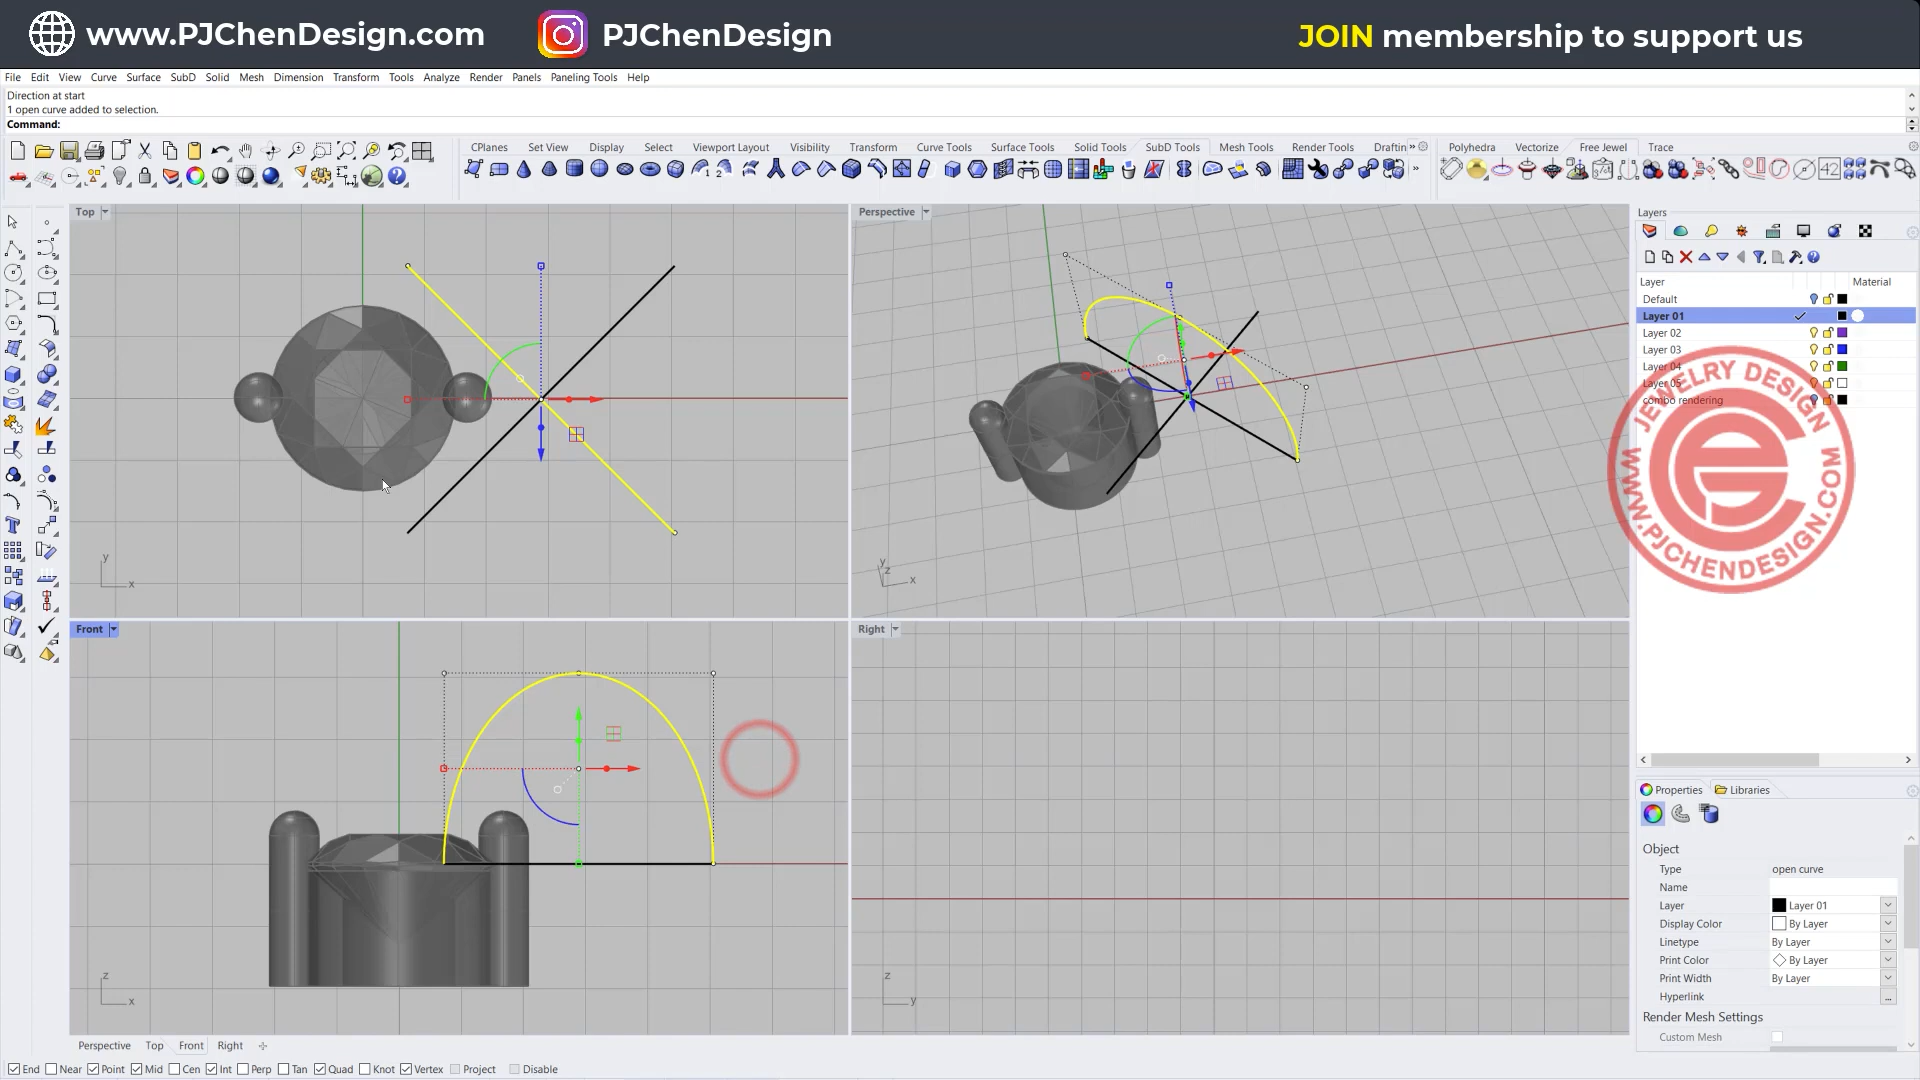 www.PJChenDesign.com PJChenDesign JOIN membership to support us
File Edit View Curve Surface SubD Solid Mesh Dimension Transform Tools Analyze Render Panels Paneling Tools Help
Direction at start
1 open curve added to selection.
Command:
CPlanes Set View Display Select Viewport Layout Visibility Transform Curve Tools Surface Tools Solid Tools SubD Tools Mesh Tools Render Tools Draftin » Polyhedra Vectorize Free Jewel Trace
Top Perspective Layers
Layer Material
Default
Layer 01
Layer 02
Layer 03
Layer 04
Layer 05
combo rendering
JEWELRY DESIGN
WWW.PJCHENDESIGN.COM
y
x
z
y
x
Front Right
Properties Libraries
Object
Type open curve
Name
Layer Layer 01
Display Color By Layer
Linetype By Layer
Print Color By Layer
Print Width By Layer
Hyperlink ...
Render Mesh Settings
Custom Mesh
z
x
z
y
Perspective Top Front Right
End Near Point Mid Cen Int Perp Tan Quad Knot Vertex Project Disable